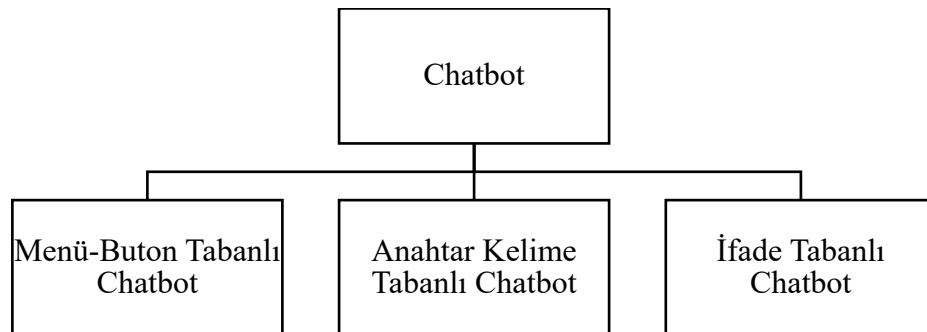 Chatbot
Menü-Buton Tabanlı
Chatbot
Anahtar Kelime
Tabanlı Chatbot
İfade Tabanlı
Chatbot